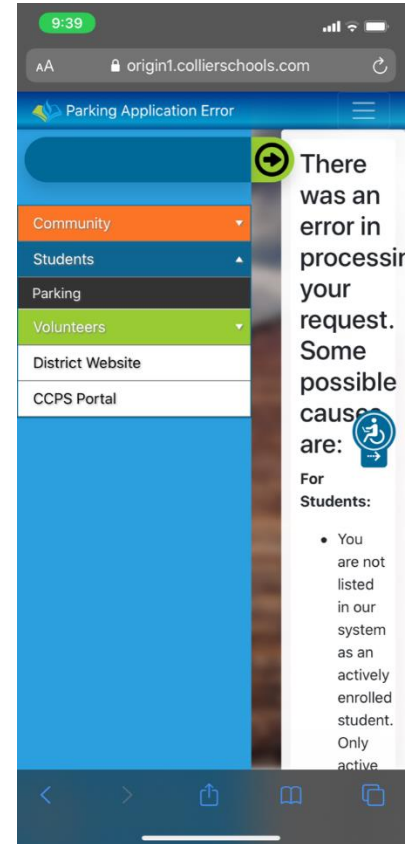 9:39
AA origin1.collierschools.com
Parking Application Error
Community
Students
Parking
Volunteers
District Website
CCPS Portal
There
was an
error in
processin
your
request.
Some
possible
causes
are:
For
Students:
• You
are not
listed
in our
system
as an
actively
enrolled
student.
Only
active